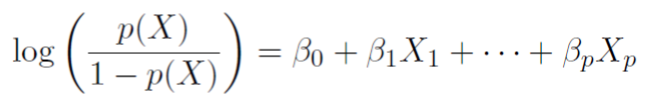 log ( p(X) / 1 − p(X) ) = β₀ + β₁X₁ + ··· + βₚXₚ